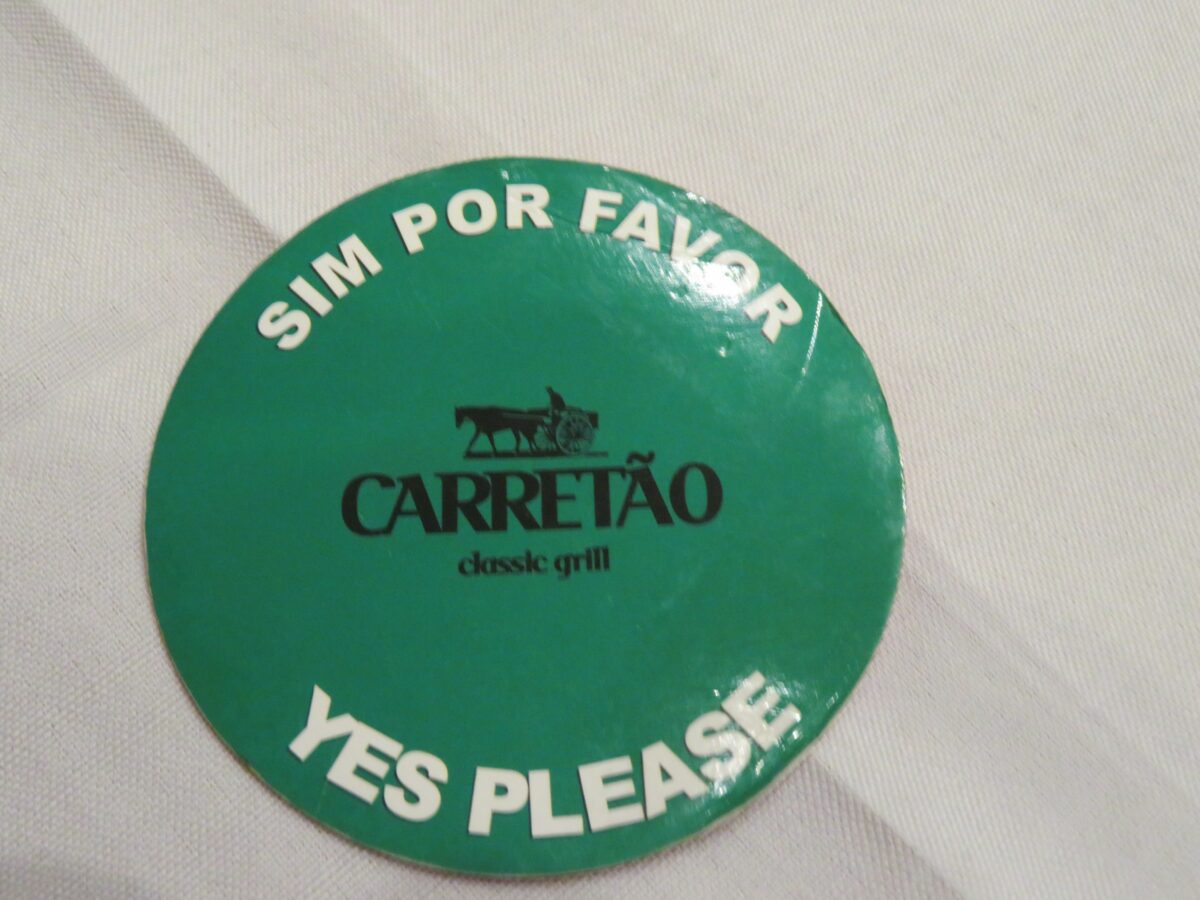 SIM POR FAVOR
CARRETÃO
classic grill
YES PLEASE